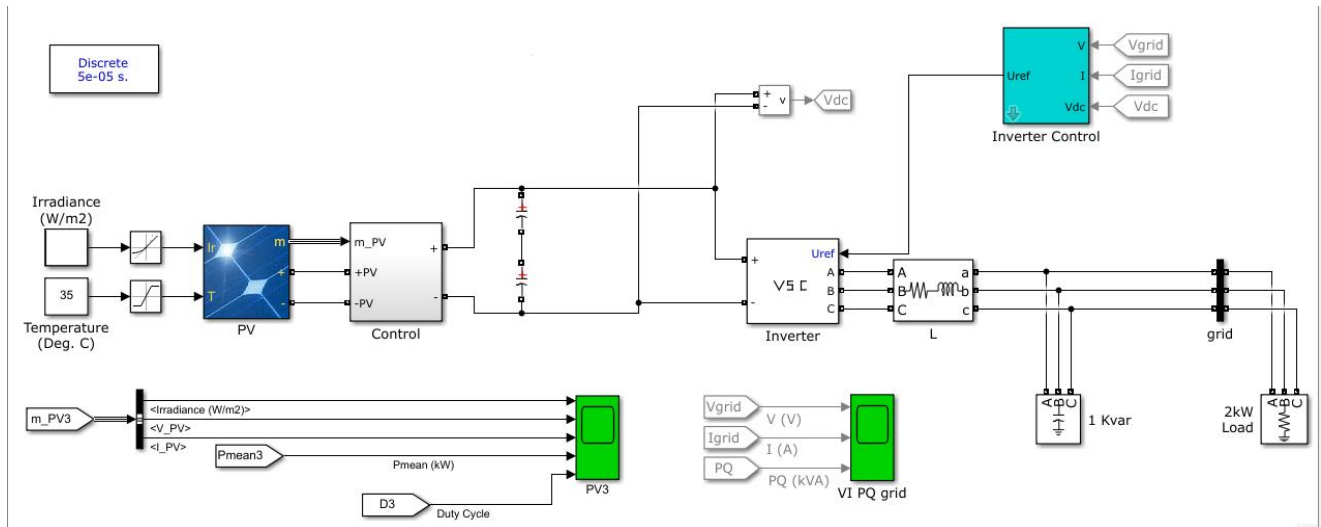 Discrete
5e-05 s.
V
Vgrid
Uref
I
Igrid
Vdc
Vdc
Inverter Control
+
-
v
Vdc
Irradiance
(W/m2)
Ir
m
+
T
-
PV
35
Temperature
(Deg. C)
m_PV
+
+PV
-PV
-
Control
+
+
+
Uref
A
VSC
B
-
C
Inverter
A
a
B
b
C
c
L
grid
A B C
1 Kvar
A B C
2kW
Load
m_PV3
<Irradiance (W/m2)>
<V_PV>
<I_PV>
Pmean3
Pmean (kW)
D3
Duty Cycle
PV3
Vgrid
V (V)
Igrid
I (A)
PQ
PQ (kVA)
VI PQ grid